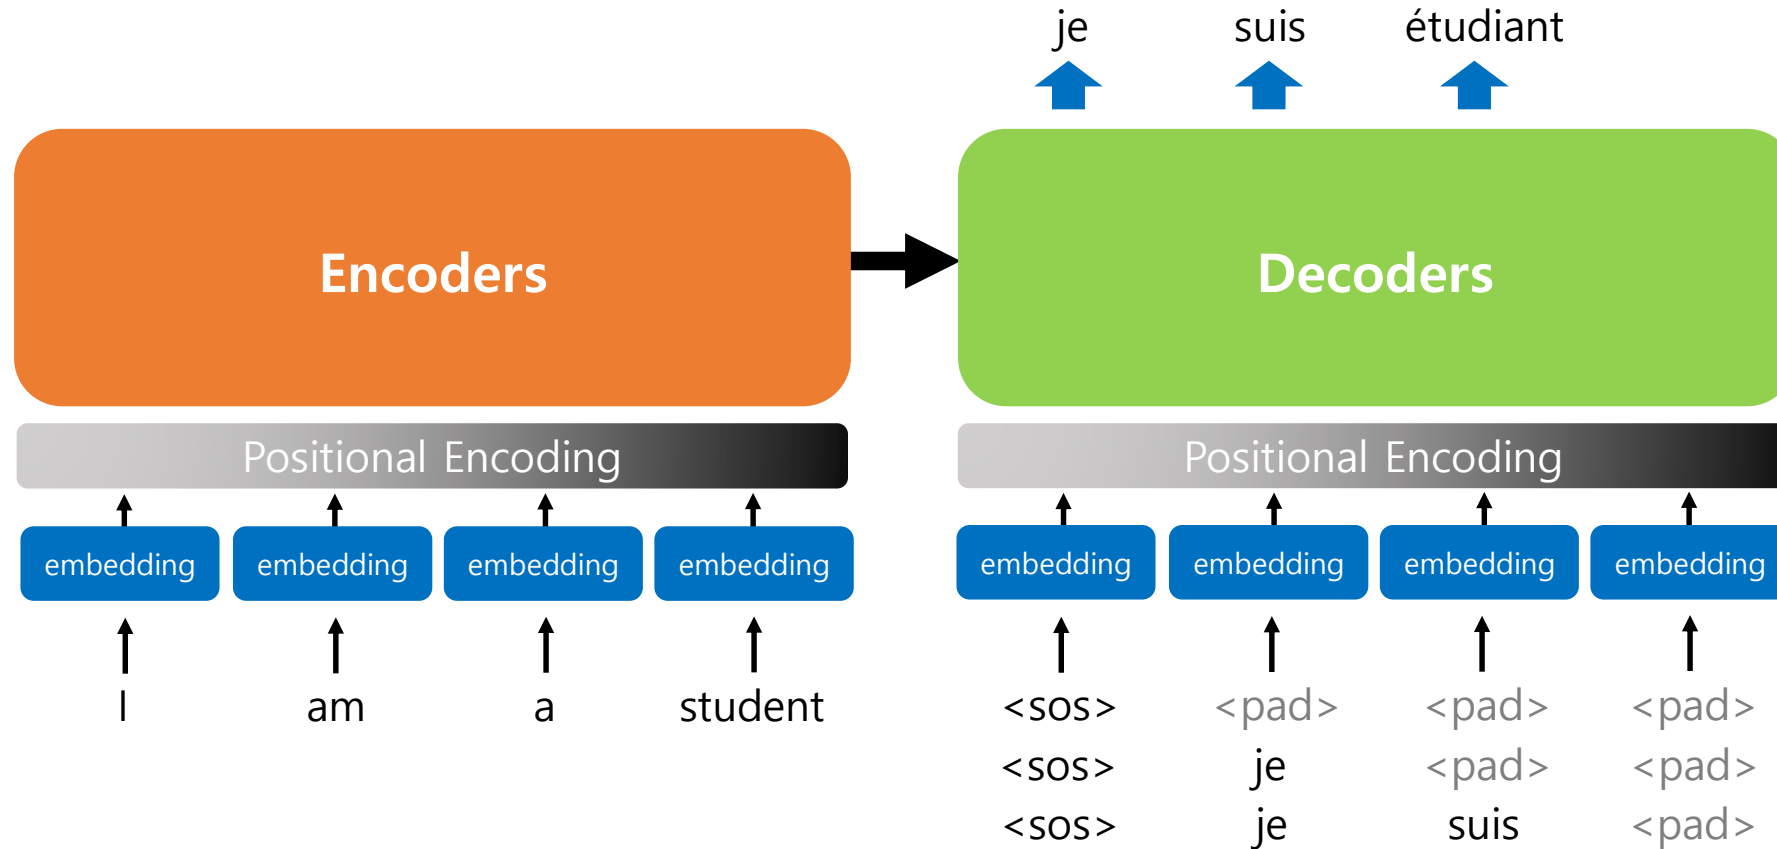 je suis étudiant
Encoders
Decoders
Positional Encoding
Positional Encoding
embedding embedding embedding embedding
embedding embedding embedding embedding
I am a student
<sos> <pad> <pad> <pad>
<sos> je <pad> <pad>
<sos> je suis <pad>